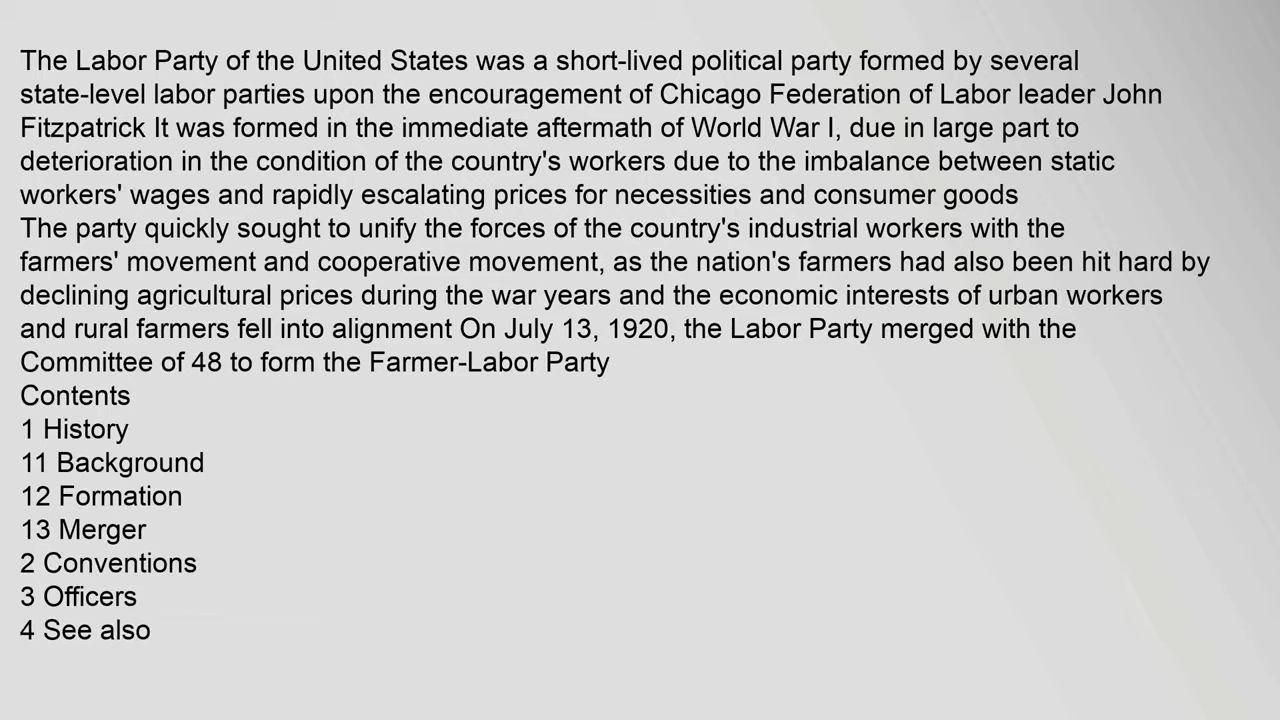 The Labor Party of the United States was a short-lived political party formed by several
state-level labor parties upon the encouragement of Chicago Federation of Labor leader John
Fitzpatrick It was formed in the immediate aftermath of World War I, due in large part to
deterioration in the condition of the country's workers due to the imbalance between static
workers' wages and rapidly escalating prices for necessities and consumer goods
The party quickly sought to unify the forces of the country's industrial workers with the
farmers' movement and cooperative movement, as the nation's farmers had also been hit hard by
declining agricultural prices during the war years and the economic interests of urban workers
and rural farmers fell into alignment On July 13, 1920, the Labor Party merged with the
Committee of 48 to form the Farmer-Labor Party
Contents
1 History
11 Background
12 Formation
13 Merger
2 Conventions
3 Officers
4 See also